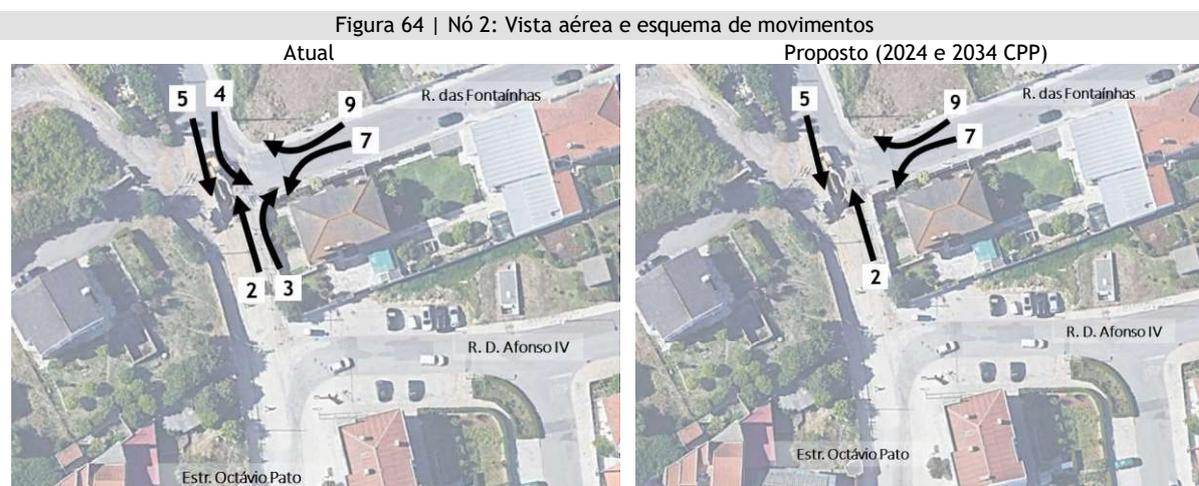 Figura 64 | Nó 2: Vista aérea e esquema de movimentos
Atual
5 4 9
R. das Fontaínhas
7
2 3
R. D. Afonso IV
Estr. Octávio Pato
Proposto (2024 e 2034 CPP)
5 9
R. das Fontaínhas
7
2
R. D. Afonso IV
Estr. Octávio Pato